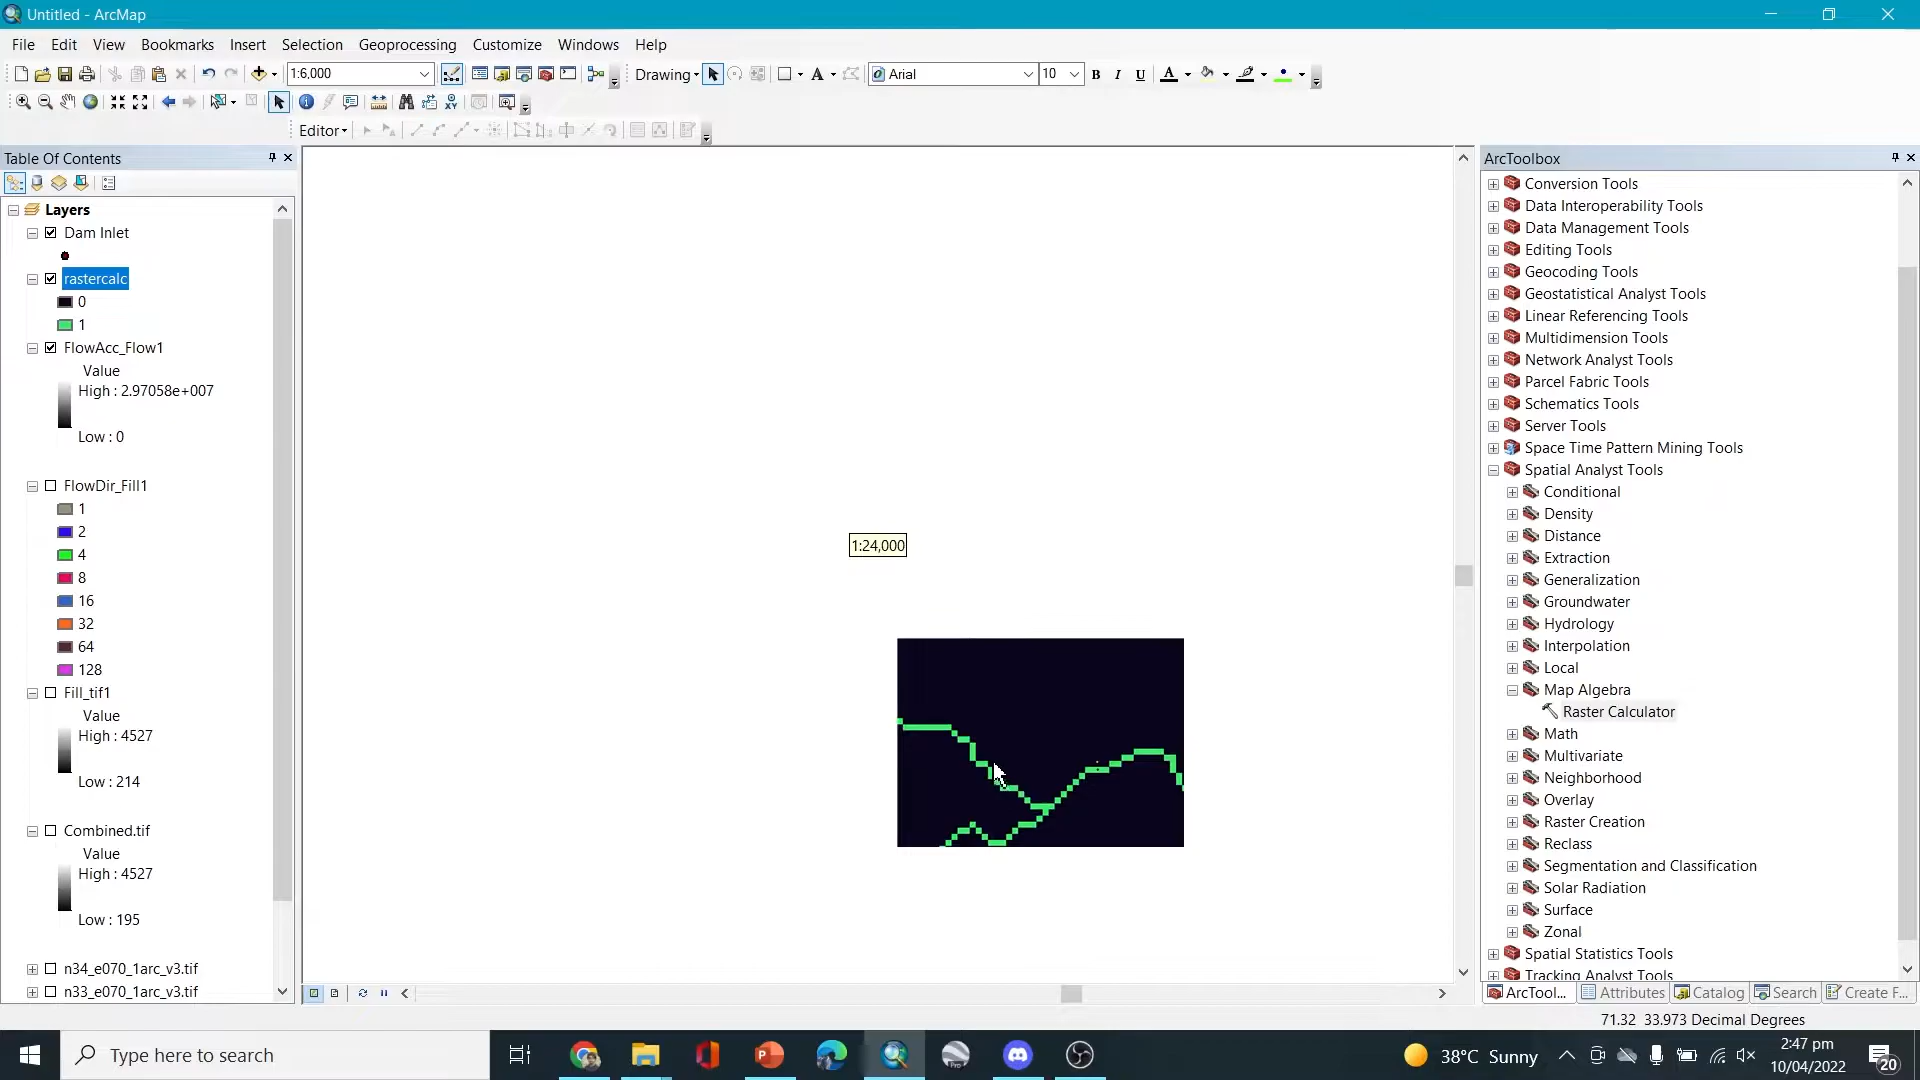 Untitled - ArcMap
File Edit View Bookmarks Insert Selection Geoprocessing Customize Windows Help
1:6,000 Drawing Arial 10 B I U A
Editor
Table Of Contents
Layers
Dam Inlet
rastercalc
0
1
FlowAcc_Flow1
Value
High : 2.97058e+007
Low : 0
FlowDir_Fill1
1
2
4
8
16
32
64
128
Fill_tif1
Value
High : 4527
Low : 214
Combined.tif
Value
High : 4527
Low : 195
n34_e070_1arc_v3.tif
n33_e070_1arc_v3.tif
1:24,000
ArcToolbox
Conversion Tools
Data Interoperability Tools
Data Management Tools
Editing Tools
Geocoding Tools
Geostatistical Analyst Tools
Linear Referencing Tools
Multidimension Tools
Network Analyst Tools
Parcel Fabric Tools
Schematics Tools
Server Tools
Space Time Pattern Mining Tools
Spatial Analyst Tools
Conditional
Density
Distance
Extraction
Generalization
Groundwater
Hydrology
Interpolation
Local
Map Algebra
Raster Calculator
Math
Multivariate
Neighborhood
Overlay
Raster Creation
Reclass
Segmentation and Classification
Solar Radiation
Surface
Zonal
Spatial Statistics Tools
Tracking Analyst Tools
ArcTool... Attributes Catalog Search Create F...
71.32 33.973 Decimal Degrees
Type here to search
38°C Sunny
2:47 pm
10/04/2022
20